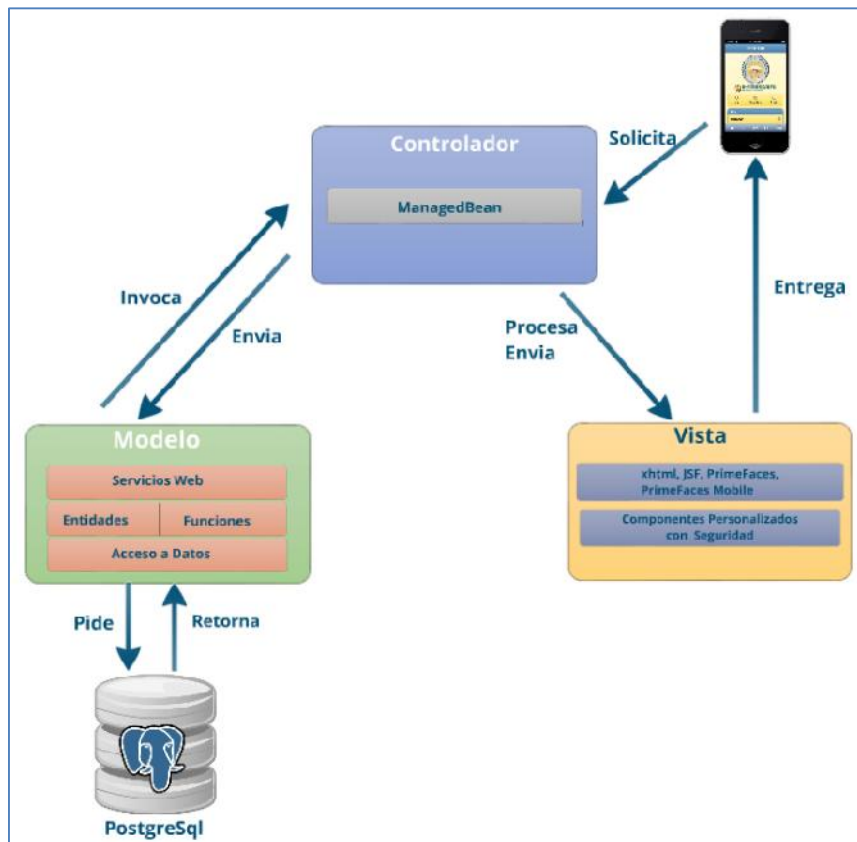 Controlador
ManagedBean
Solicita
Invoca
Envia
Procesa
Envia
Entrega
Modelo
Servicios Web
Entidades
Funciones
Acceso a Datos
Vista
xhtml, JSF, PrimeFaces,
PrimeFaces Mobile
Componentes Personalizados
con Seguridad
Pide
Retorna
PostgreSql